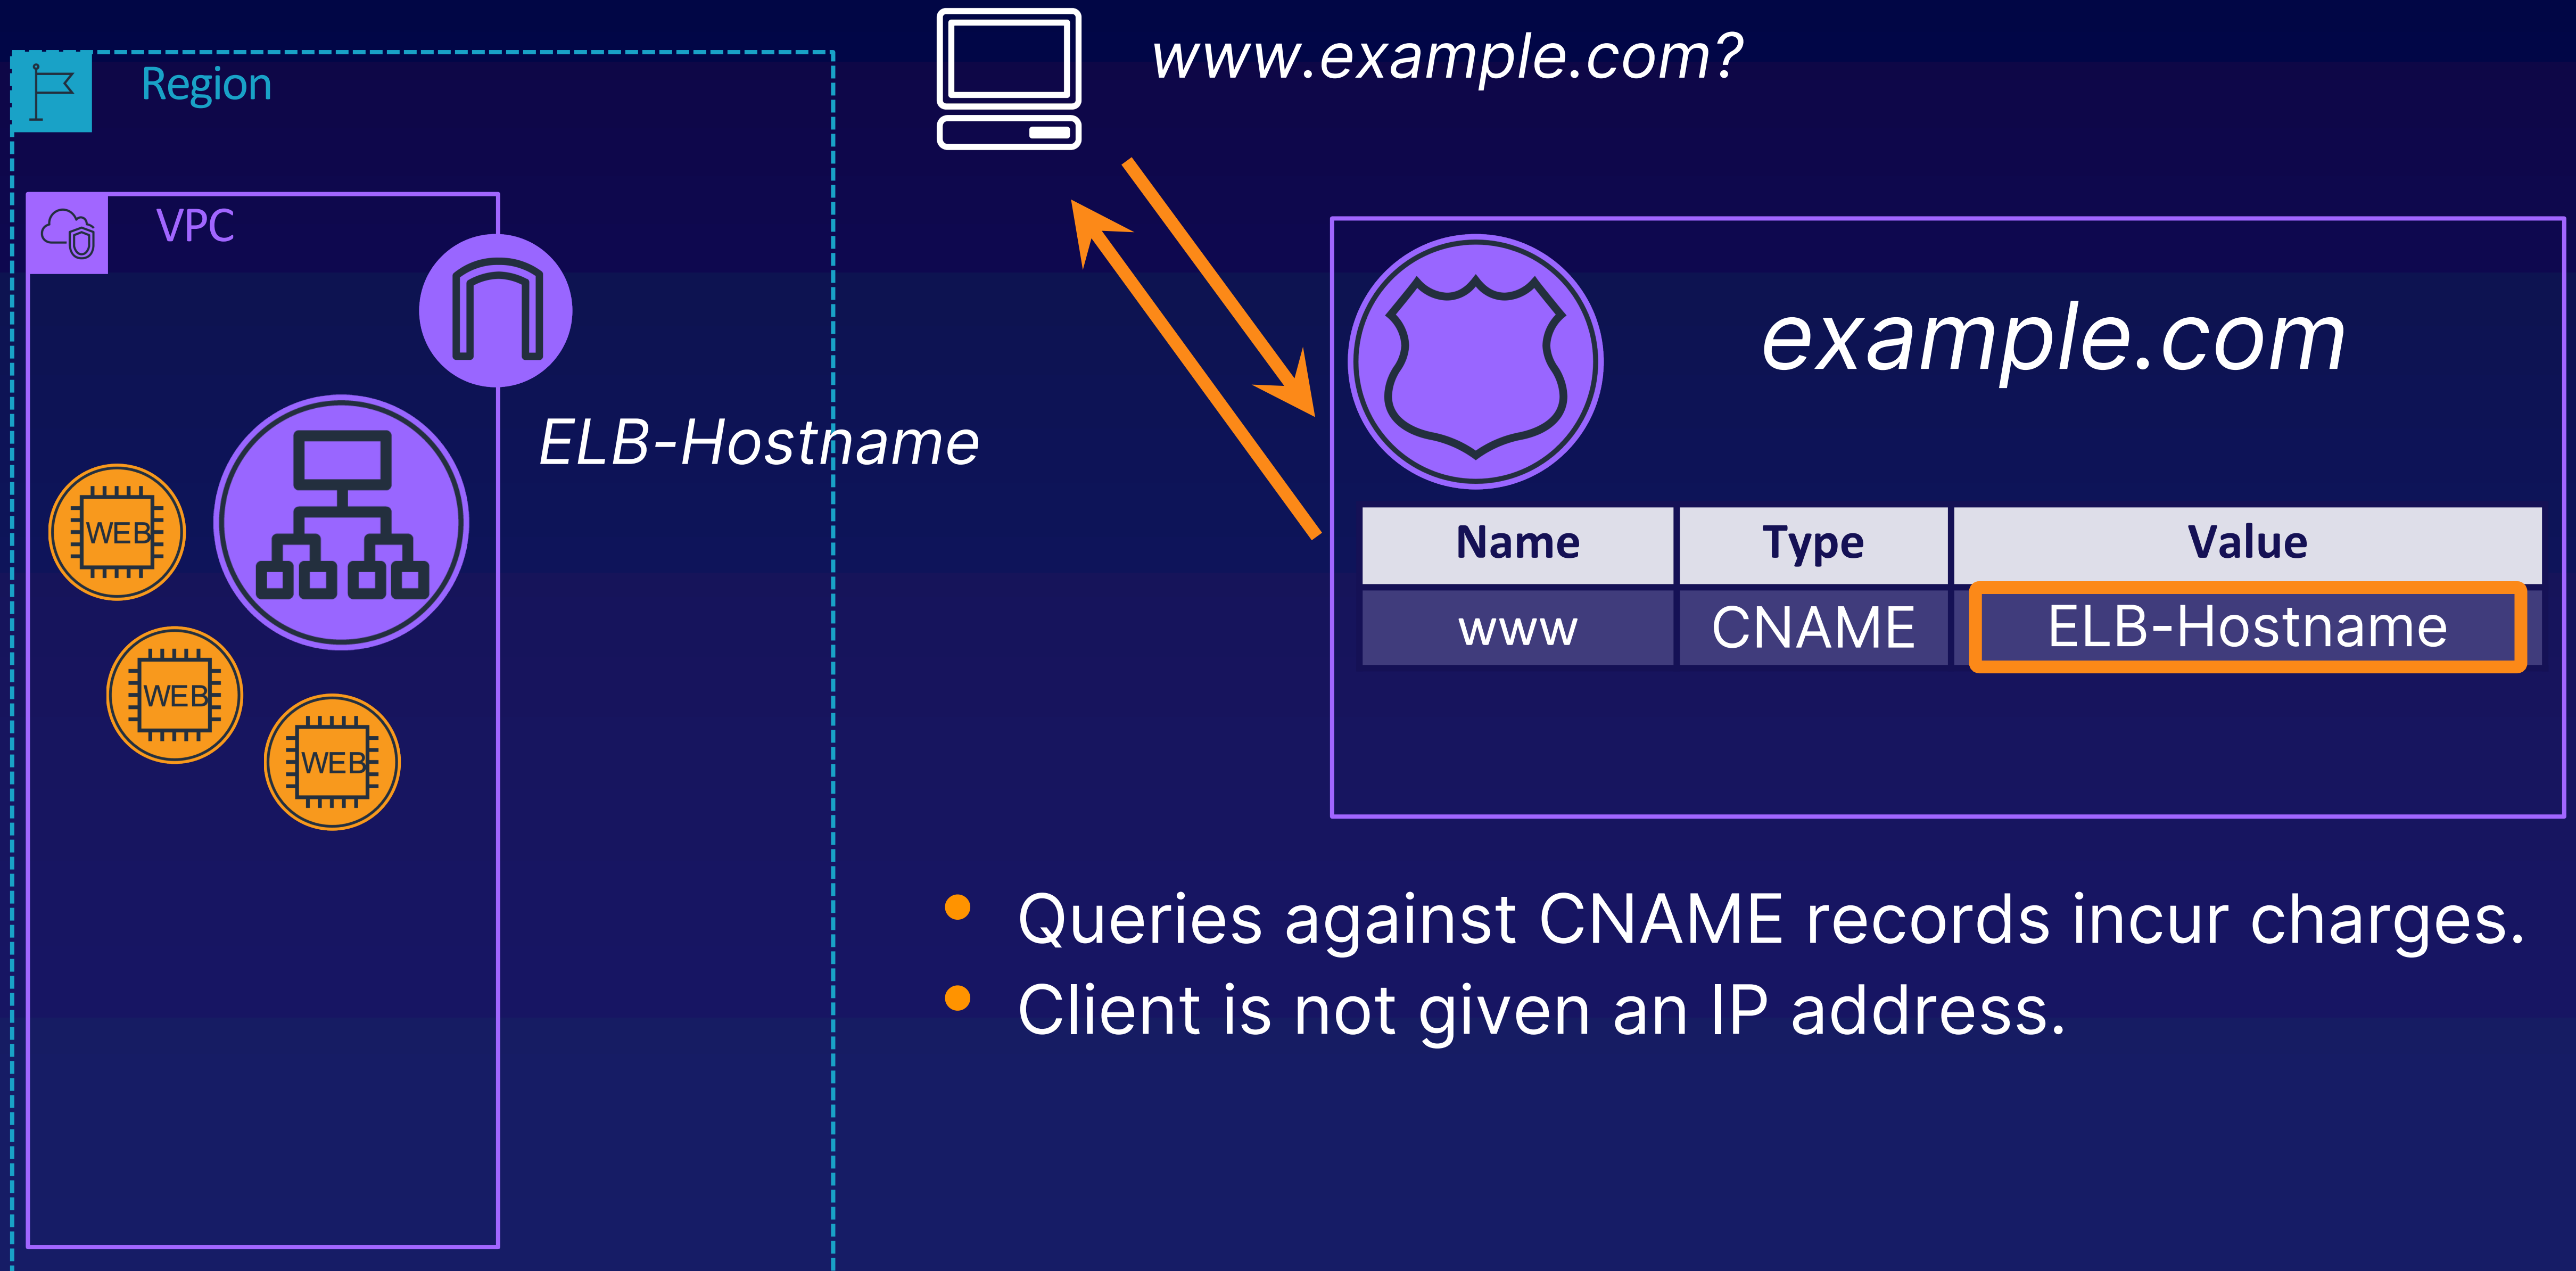 Region
VPC
ELB-Hostname
WEB
WEB
WEB
www.example.com?
example.com
Name Type Value
www CNAME ELB-Hostname
Queries against CNAME records incur charges.
Client is not given an IP address.